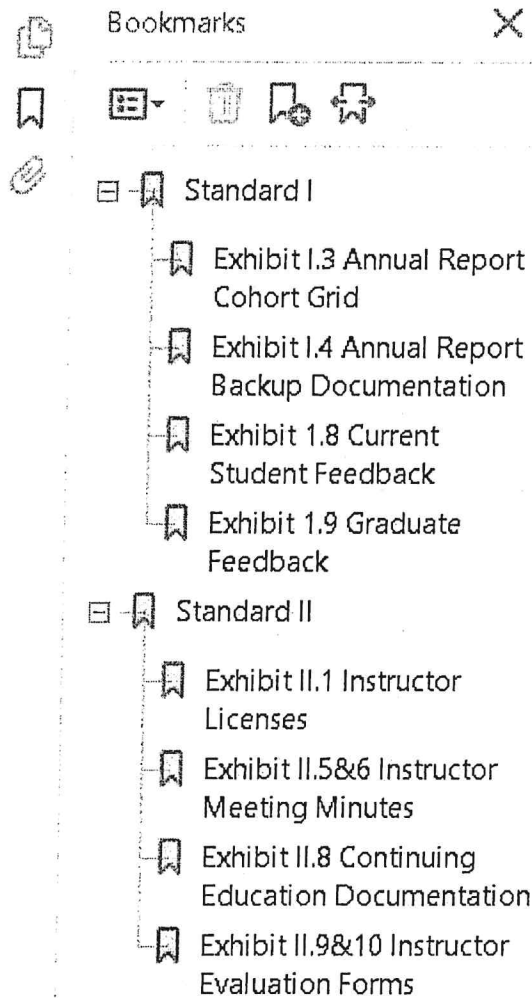 Bookmarks
Standard I
Exhibit I.3 Annual Report
Cohort Grid
Exhibit I.4 Annual Report
Backup Documentation
Exhibit 1.8 Current
Student Feedback
Exhibit 1.9 Graduate
Feedback
Standard II
Exhibit II.1 Instructor
Licenses
Exhibit II.5&6 Instructor
Meeting Minutes
Exhibit II.8 Continuing
Education Documentation
Exhibit II.9&10 Instructor
Evaluation Forms